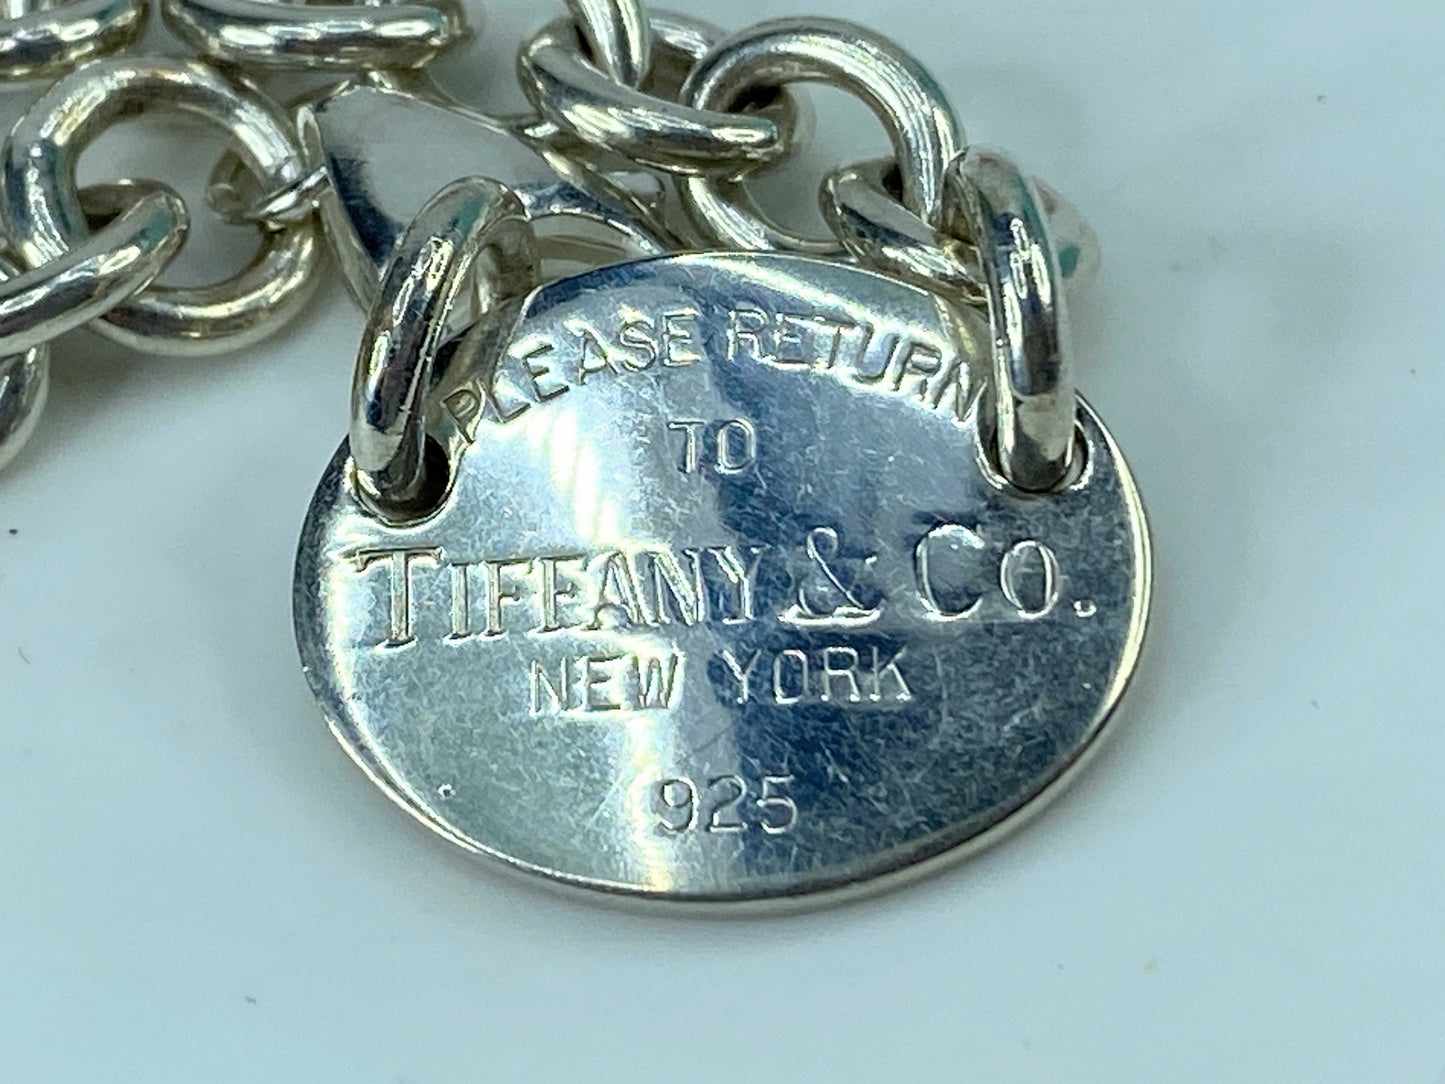 PLEASE RETURN
TO
TIFFANY & CO.
NEW YORK
925